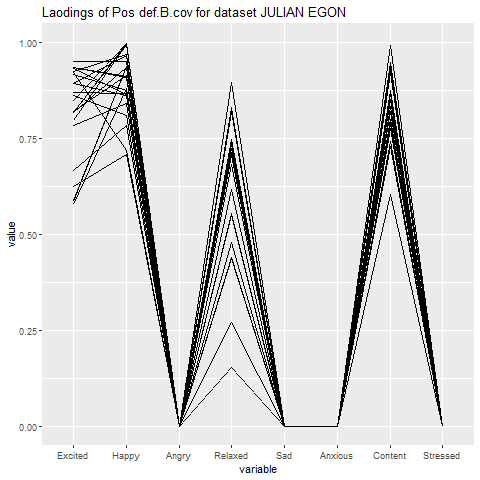 Laodings of Pos def.B.cov for dataset JULIAN EGON
1.00
0.75
0.50
0.25
0.00
value
Excited Happy Angry Relaxed Sad Anxious Content Stressed
variable